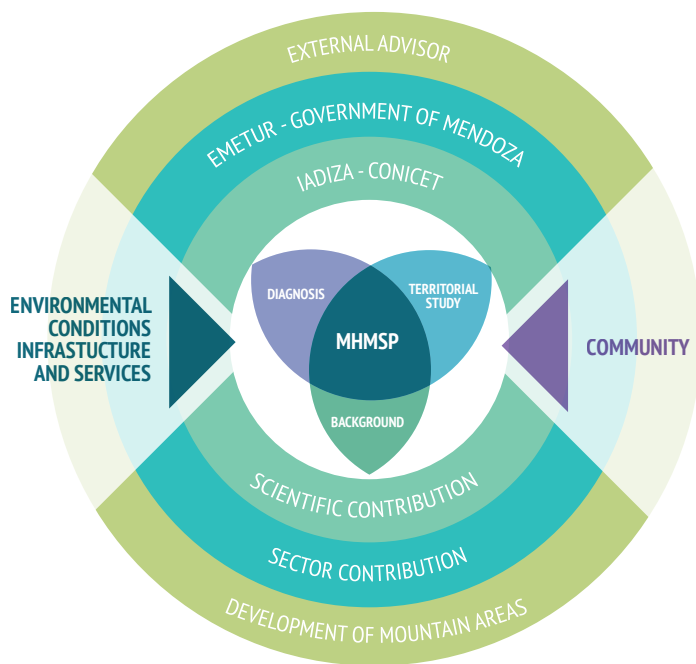 EXTERNAL ADVISOR
EMETUR - GOVERNMENT OF MENDOZA
IADIZA - CONICET
DIAGNOSIS
TERRITORIAL
STUDY
MHMSP
BACKGROUND
ENVIRONMENTAL
CONDITIONS
INFRASTUCTURE
AND SERVICES
COMMUNITY
SCIENTIFIC CONTRIBUTION
SECTOR CONTRIBUTION
DEVELOPMENT OF MOUNTAIN AREAS